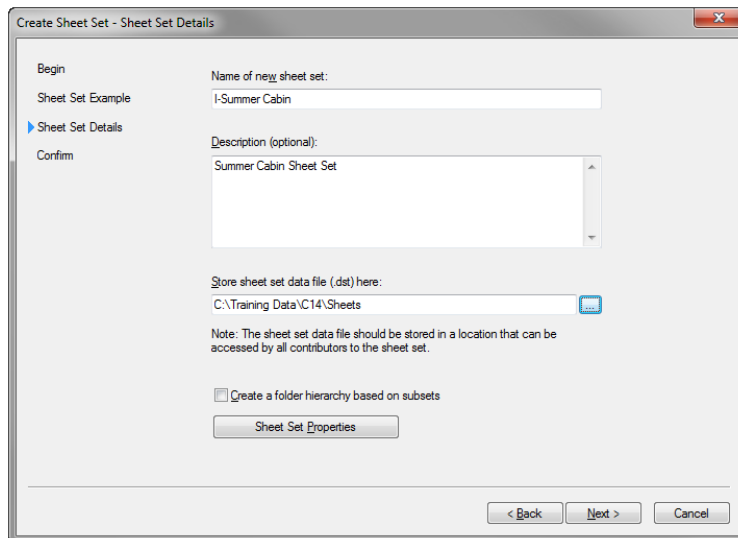 Create Sheet Set - Sheet Set Details
Begin
Sheet Set Example
Sheet Set Details
Confirm
Name of new sheet set:
I-Summer Cabin
Description (optional):
Summer Cabin Sheet Set
Store sheet set data file (.dst) here:
C:\Training Data\C14\Sheets
...
Note: The sheet set data file should be stored in a location that can be
accessed by all contributors to the sheet set.
Create a folder hierarchy based on subsets
Sheet Set Properties
< Back
Next >
Cancel